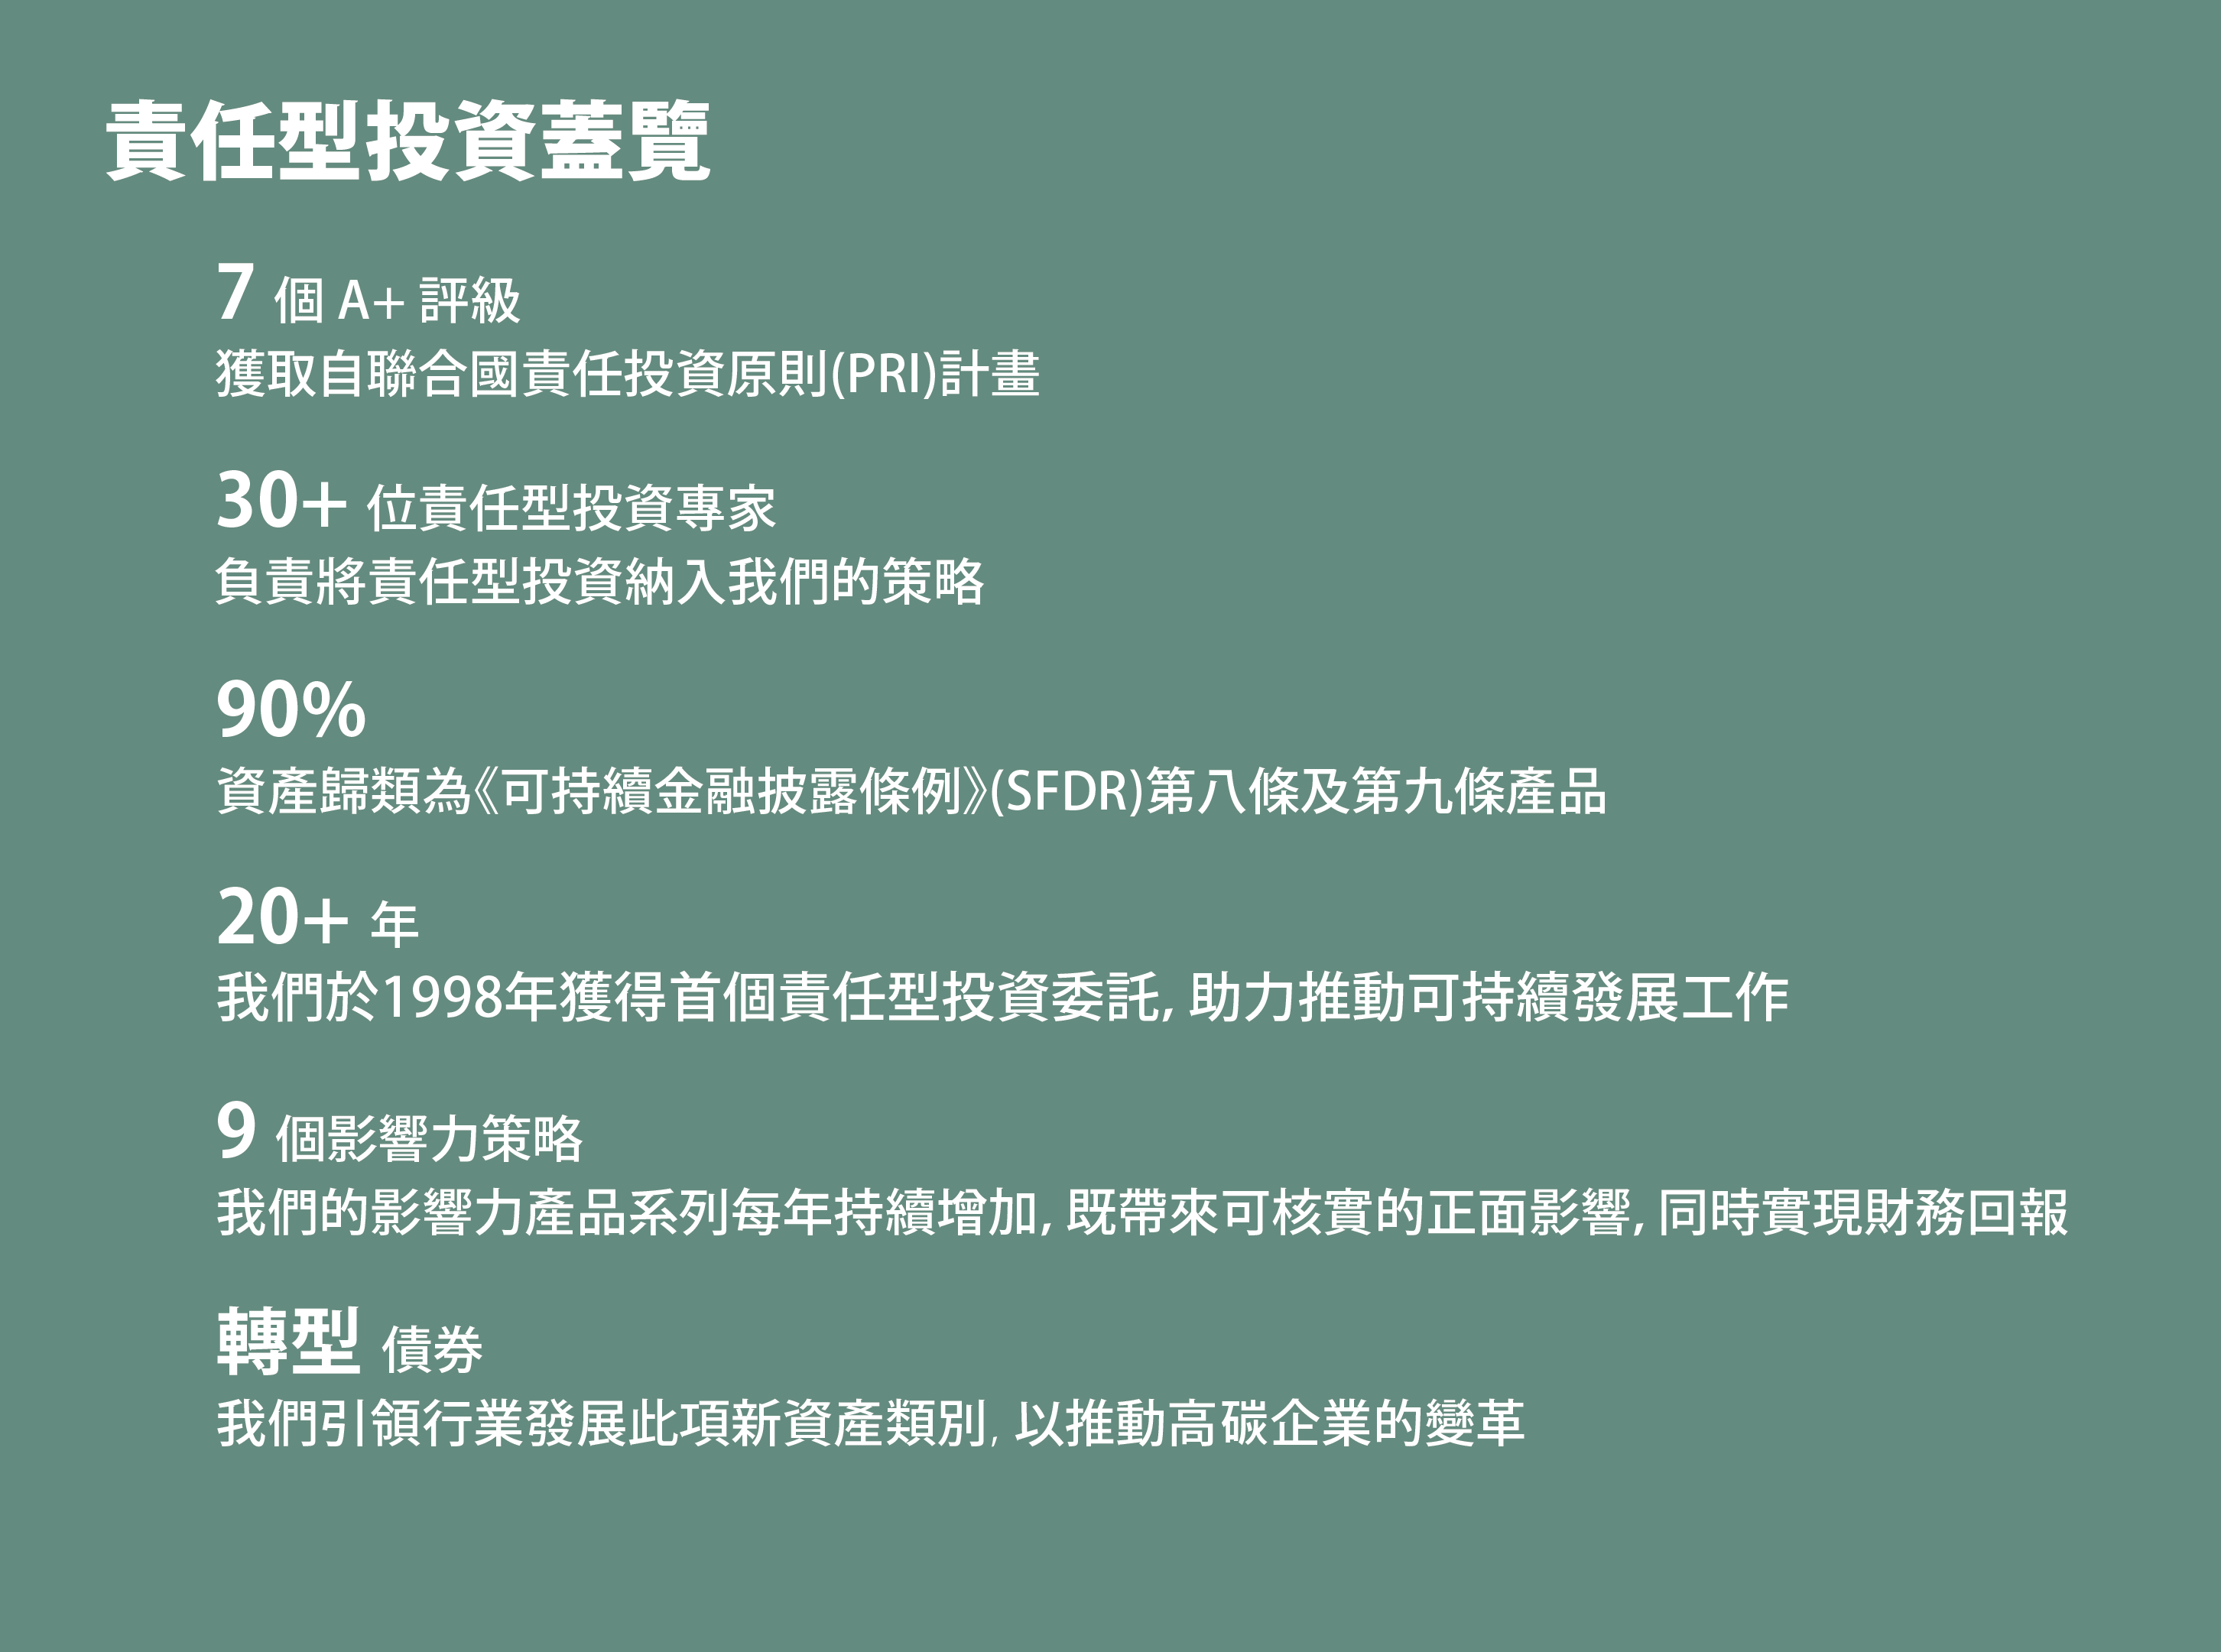 責任型投資蓋覽
7 個 A+ 評級
獲取自聯合國責任投資原則(PRI)計畫
30+ 位責任型投資專家
負責將責任型投資納入我們的策略
90%
資產歸類為《可持續金融披露條例》(SFDR)第八條及第九條產品
20+ 年
我們於1998年獲得首個責任型投資委託, 助力推動可持續發展工作
9 個影響力策略
我們的影響力產品系列每年持續增加, 既帶來可核實的正面影響, 同時實現財務回報
轉型 債券
我們引領行業發展此項新資產類別, 以推動高碳企業的變革